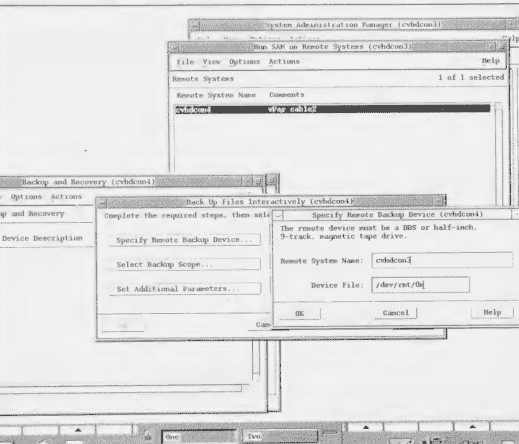 System Administration Manager (cvhdcon3)
Run SAM on Remote Systems (cvhdcon3)
File View Options Actions Help
Remote Systems 1 of 1 selected
Remote System Name Comments
cvhdcon4 vPar cable2
Backup and Recovery (cvhdcon4)
Options Actions
up and Recovery
Device Description
Back Up Files Interactively (cvhdcon4)
Complete the required steps, then sele
Specify Remote Backup Device...
Select Backup Scope...
Set Additional Parameters...
Can
Specify Remote Backup Device (cvhdcon4)
The remote device must be a DDS or half-inch,
9-track, magnetic tape drive.
Remote System Name: cvhdcon3
Device File: /dev/rmt/0m
OK Cancel Help
One Two